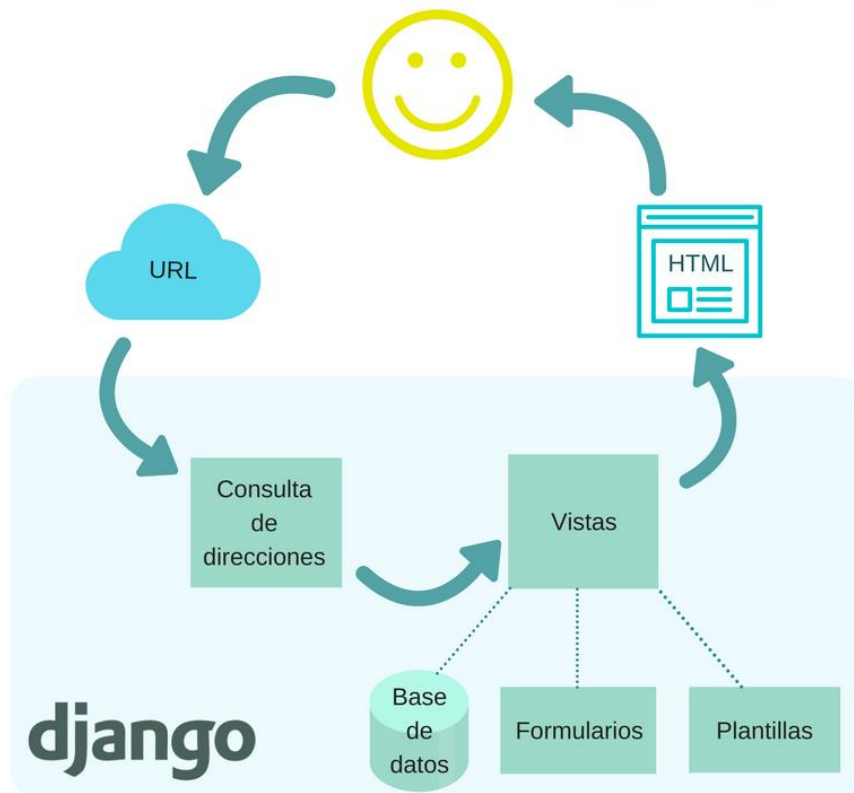 URL
HTML
Consulta
de
direcciones
Vistas
Base
de
datos
Formularios
Plantillas
django